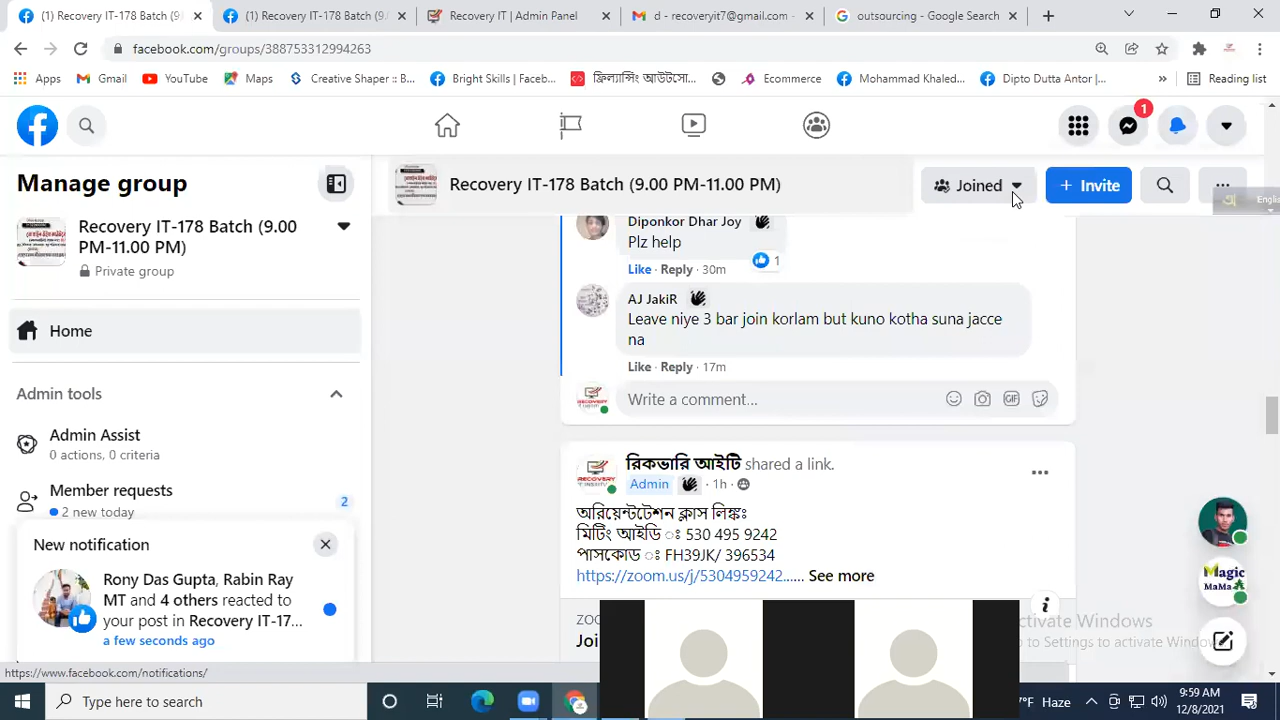 (1) Recovery IT-178 Batch (9.0
(1) Recovery IT-178 Batch (9.
Recovery IT | Admin Panel
d - recoveryit7@gmail.com -
outsourcing - Google Search
facebook.com/groups/388753312994263
Apps
Gmail
YouTube
Maps
Creative Shaper :: B...
Bright Skills | Faceb...
ফ্রিল্যান্সিং আউটসো...
Ecommerce
Mohammad Khaled...
Dipto Dutta Antor |...
»
Reading list
1
Manage group
Recovery IT-178 Batch (9.00
PM-11.00 PM)
Private group
Home
Admin tools
Admin Assist
0 actions, 0 criteria
Member requests
2 new today
2
New notification
Rony Das Gupta, Rabin Ray
MT and 4 others reacted to
your post in Recovery IT-17...
a few seconds ago
https://www.facebook.com/notifications/
Recovery IT-178 Batch (9.00 PM-11.00 PM)
Joined
+ Invite
অ
Englis
Diponkor Dhar Joy
Plz help
Like · Reply · 30m
1
AJ JakiR
Leave niye 3 bar join korlam but kuno kotha suna jacce
na
Like · Reply · 17m
Write a comment...
GIF
রিকভারি আইটি shared a link.
Admin · 1h ·
অরিয়েন্টটেশন ক্লাস লিঙ্কঃ
মিটিং আইডি ঃ 530 495 9242
পাসকোড ঃ FH39JK/ 396534
https://zoom.us/j/5304959242...... See more
Joi
Magic
MaMa
Activate Windows
Go to Settings to activate Windows.
Type here to search
°F Haze
9:59 AM
12/8/2021